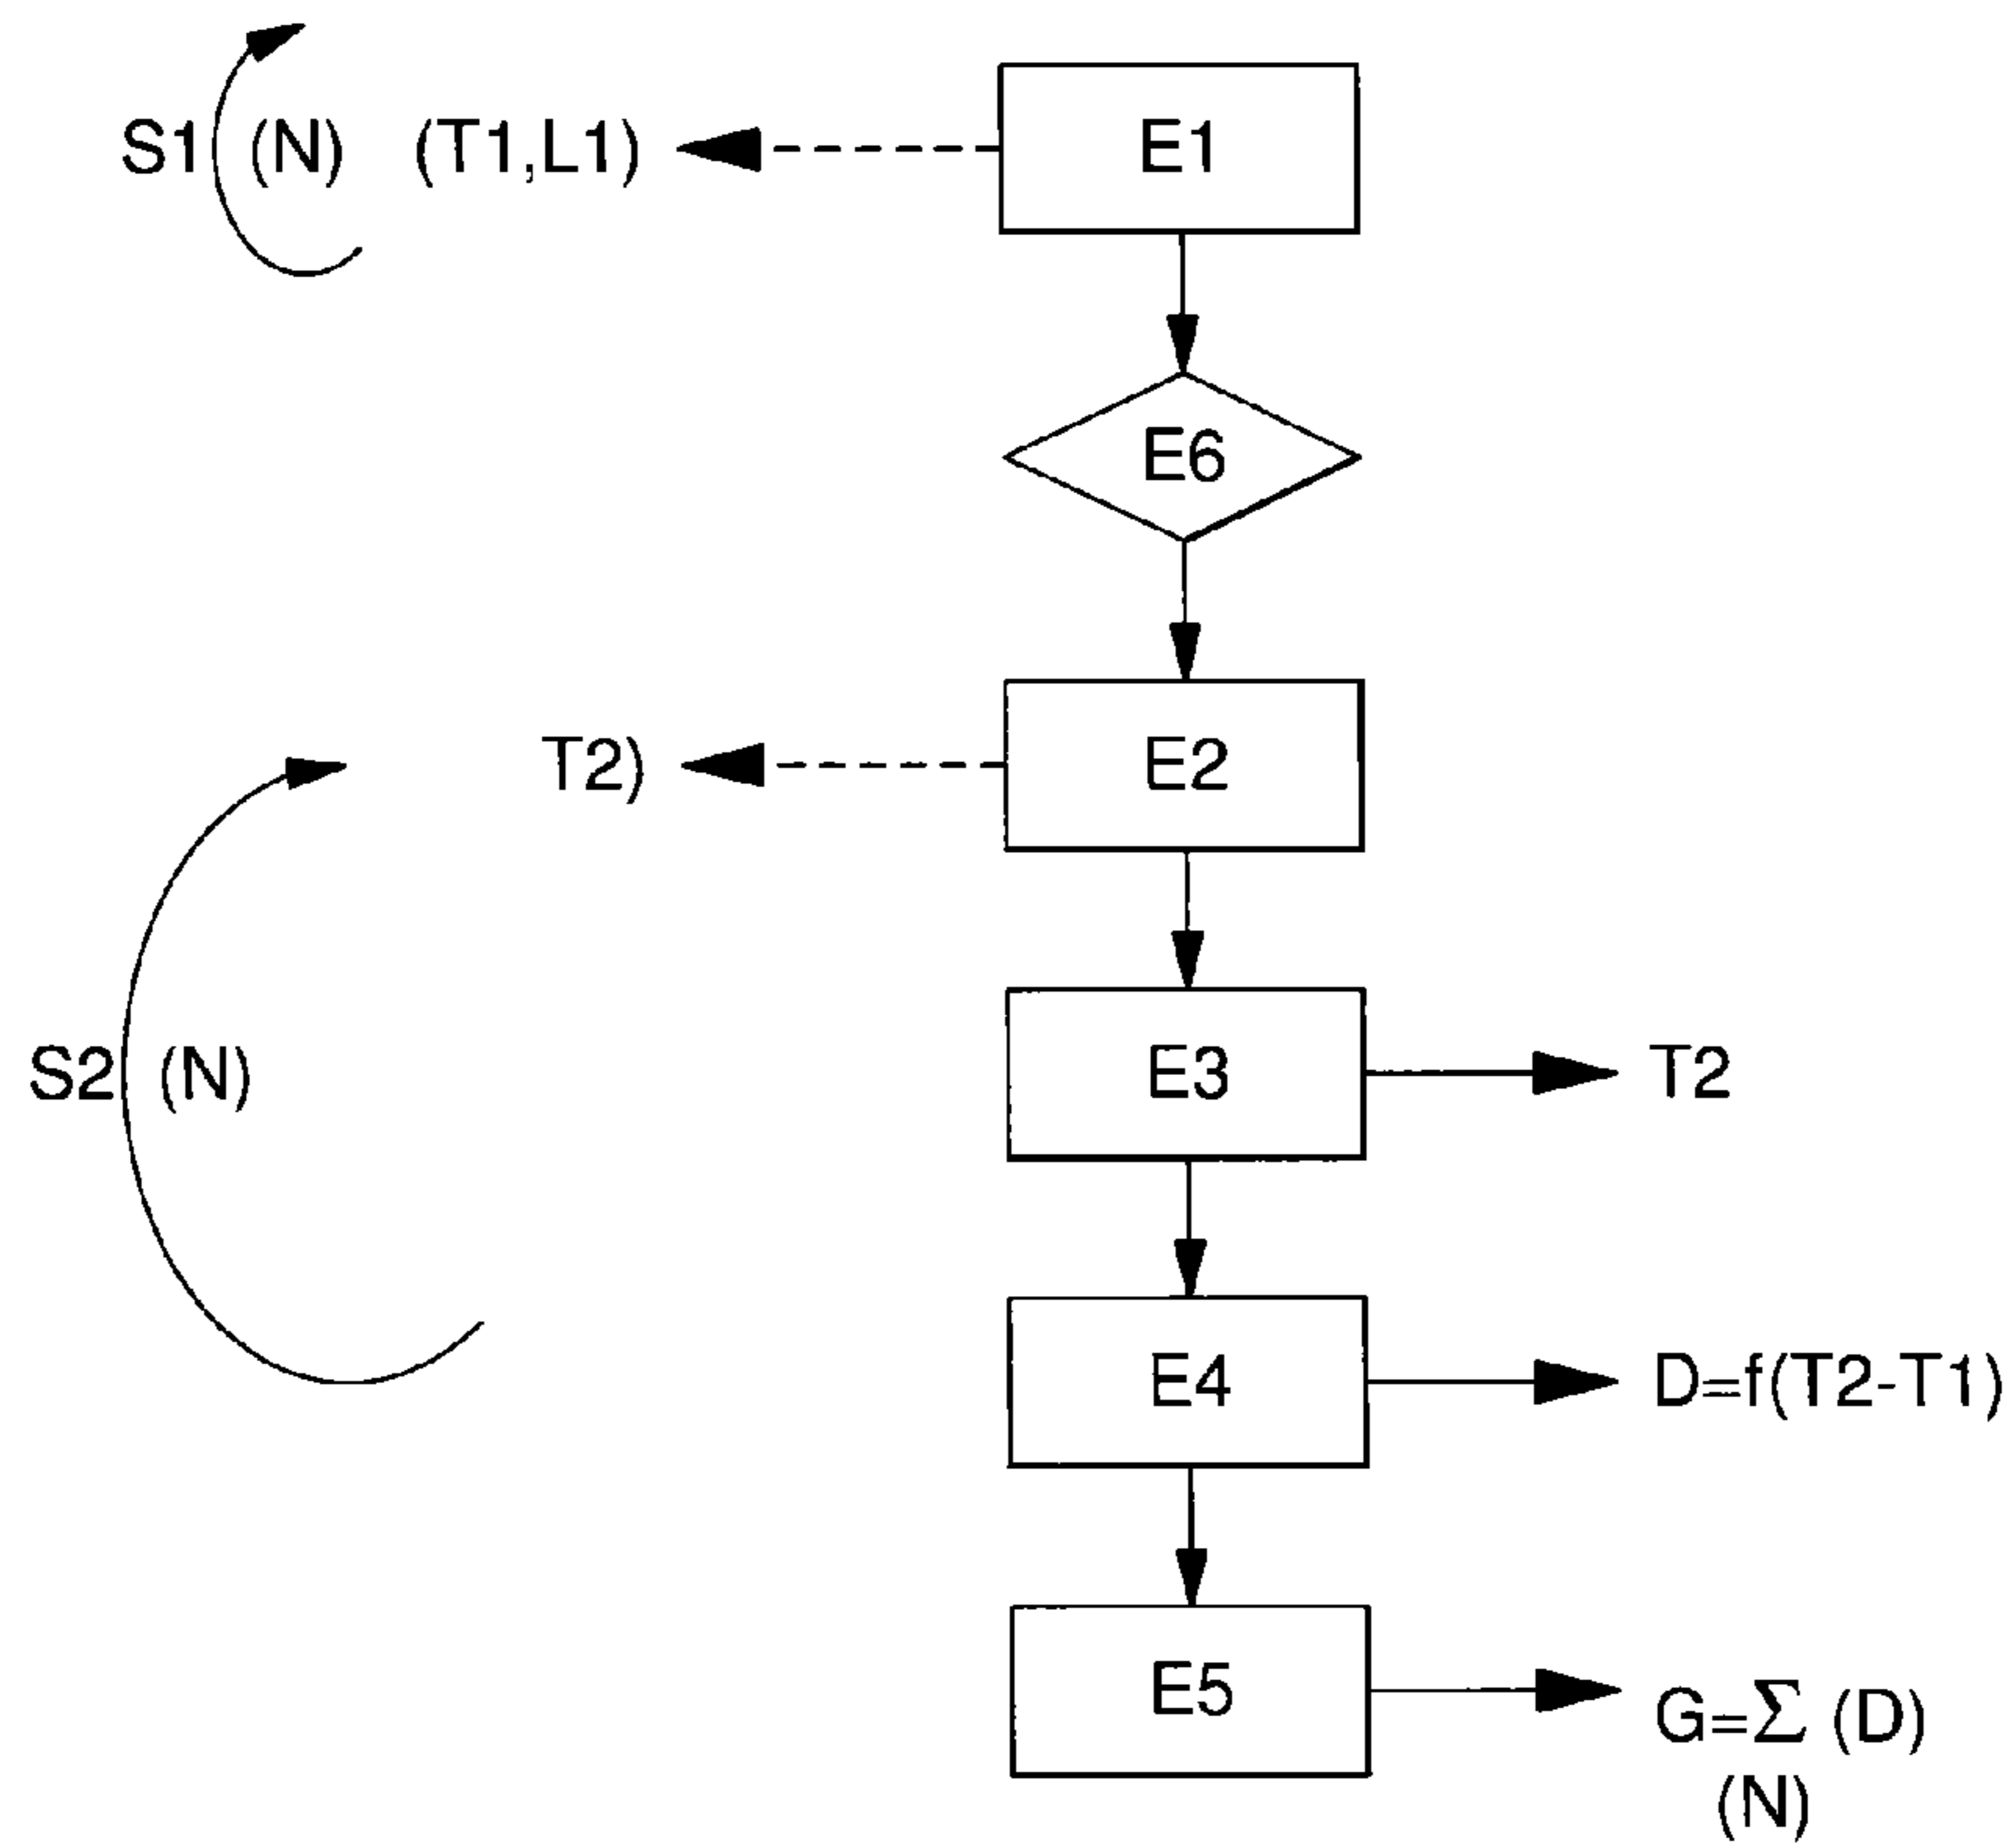 S1 (N) (T1,L1) E1
E6
T2) E2
S2 (N) E3 T2
E4 D=f(T2-T1)
E5 G=Σ (D)
(N)